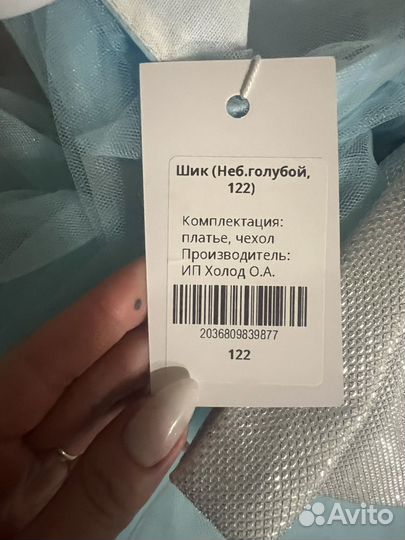 Шик (Неб.голубой,
122)
Комплектация:
платье, чехол
Производитель:
ИП Холод О.А.
2036809839877
122
Avito